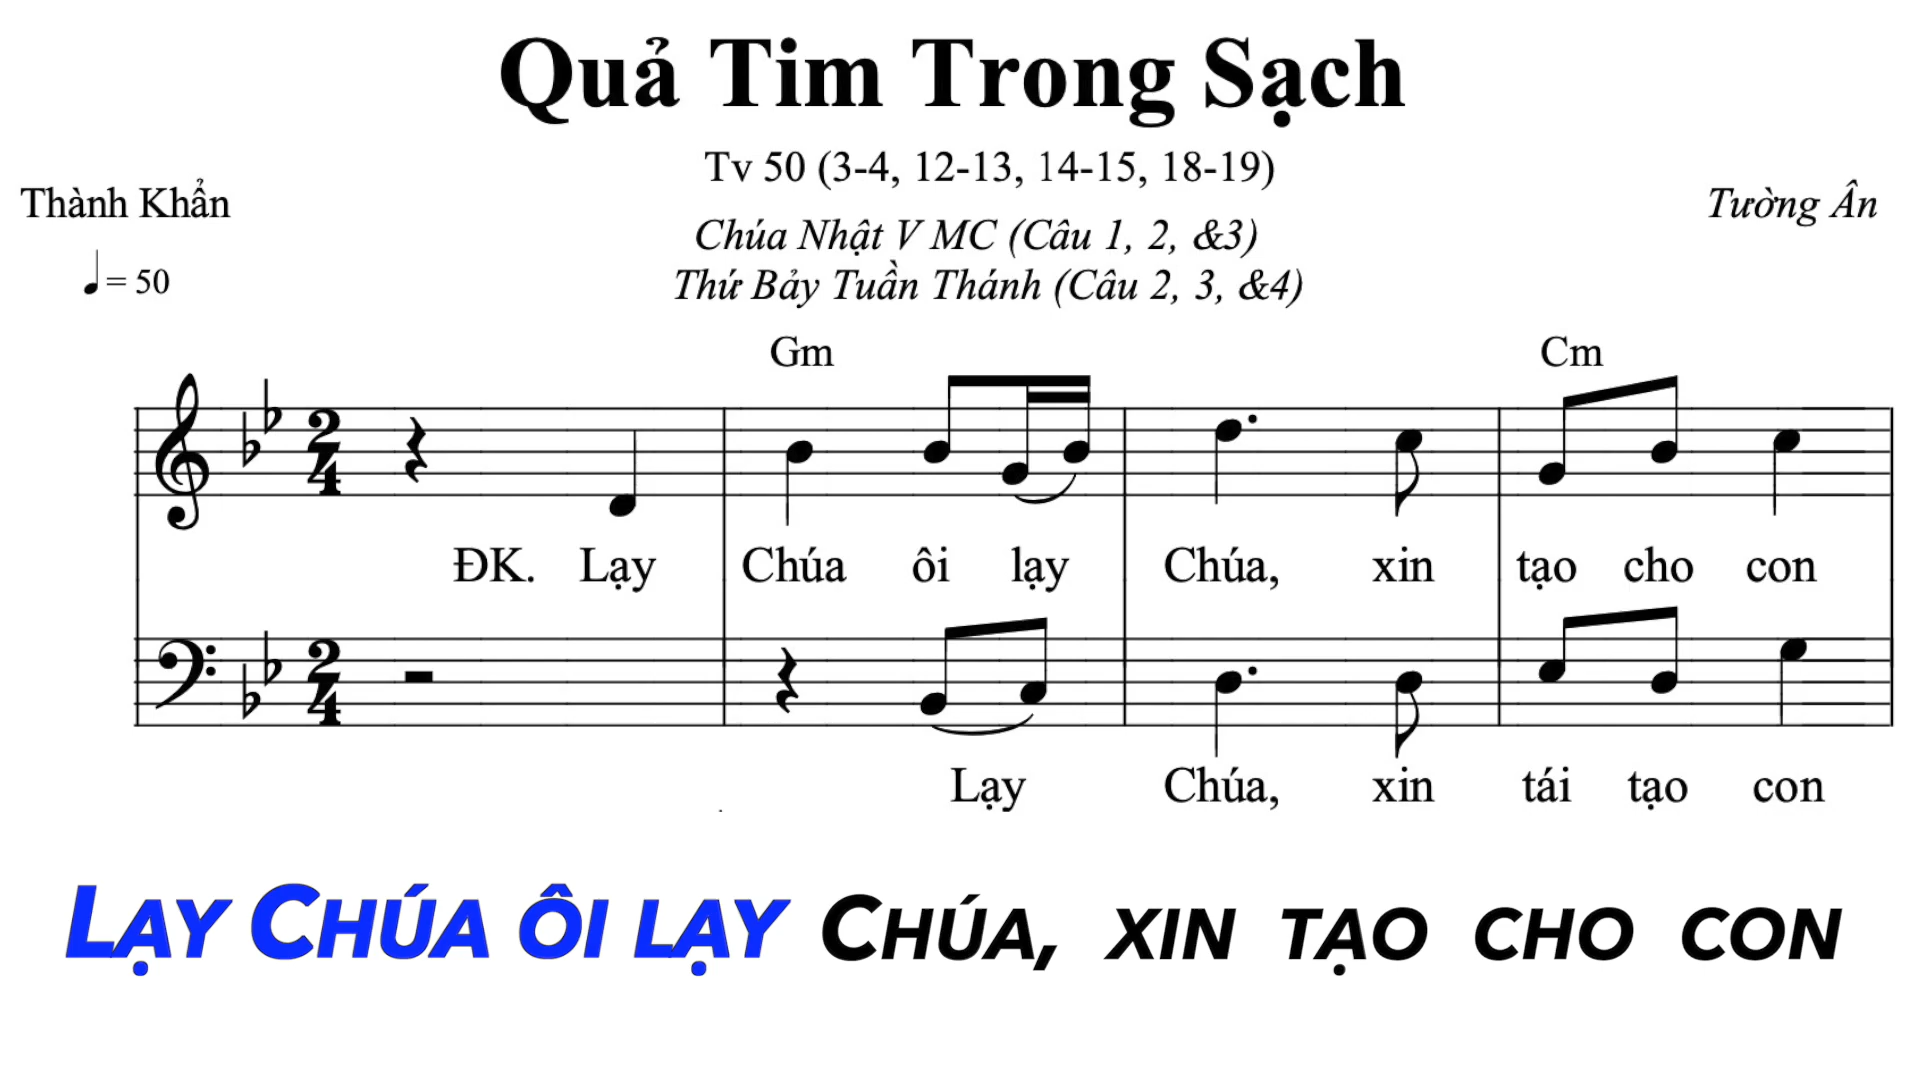 Quả Tim Trong Sạch
Tv 50 (3-4, 12-13, 14-15, 18-19)
Thành Khẩn
Tường Ân
Chúa Nhật V MC (Câu 1, 2, &3)
= 50
Thứ Bảy Tuần Thánh (Câu 2, 3, &4)
Gm Cm
2 4
ĐK. Lạy Chúa ôi lạy Chúa, xin tạo cho con
2 4
Lạy Chúa, xin tái tạo con
LẠY CHÚA ÔI LẠY CHÚA, XIN TẠO CHO CON